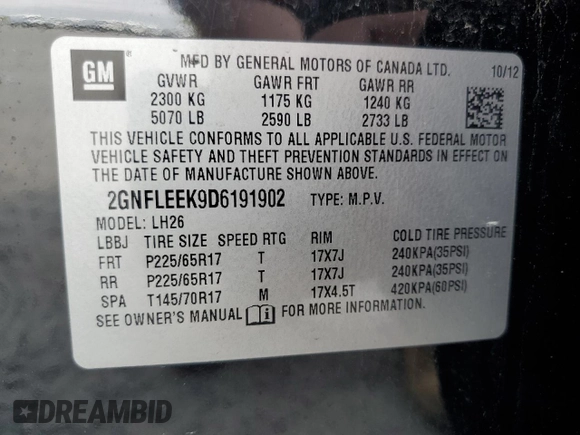 GM
MFD BY GENERAL MOTORS OF CANADA LTD. 10/12
GVWR GAWR FRT GAWR RR
2300 KG 1175 KG 1240 KG
5070 LB 2590 LB 2733 LB
THIS VEHICLE CONFORMS TO ALL APPLICABLE U.S. FEDERAL MOTOR
VEHICLE SAFETY AND THEFT PREVENTION STANDARDS IN EFFECT ON
THE DATE OF MANUFACTURE SHOWN ABOVE.
2GNFLEEK9D6191902 TYPE: M.P.V.
MODEL: LH26
LBBJ TIRE SIZE SPEED RTG RIM COLD TIRE PRESSURE
FRT P225/65R17 T 17X7J 240KPA(35PSI)
RR P225/65R17 T 17X7J 240KPA(35PSI)
SPA T145/70R17 M 17X4.5T 420KPA(60PSI)
SEE OWNER'S MANUAL i FOR MORE INFORMATION.
DREAMBID